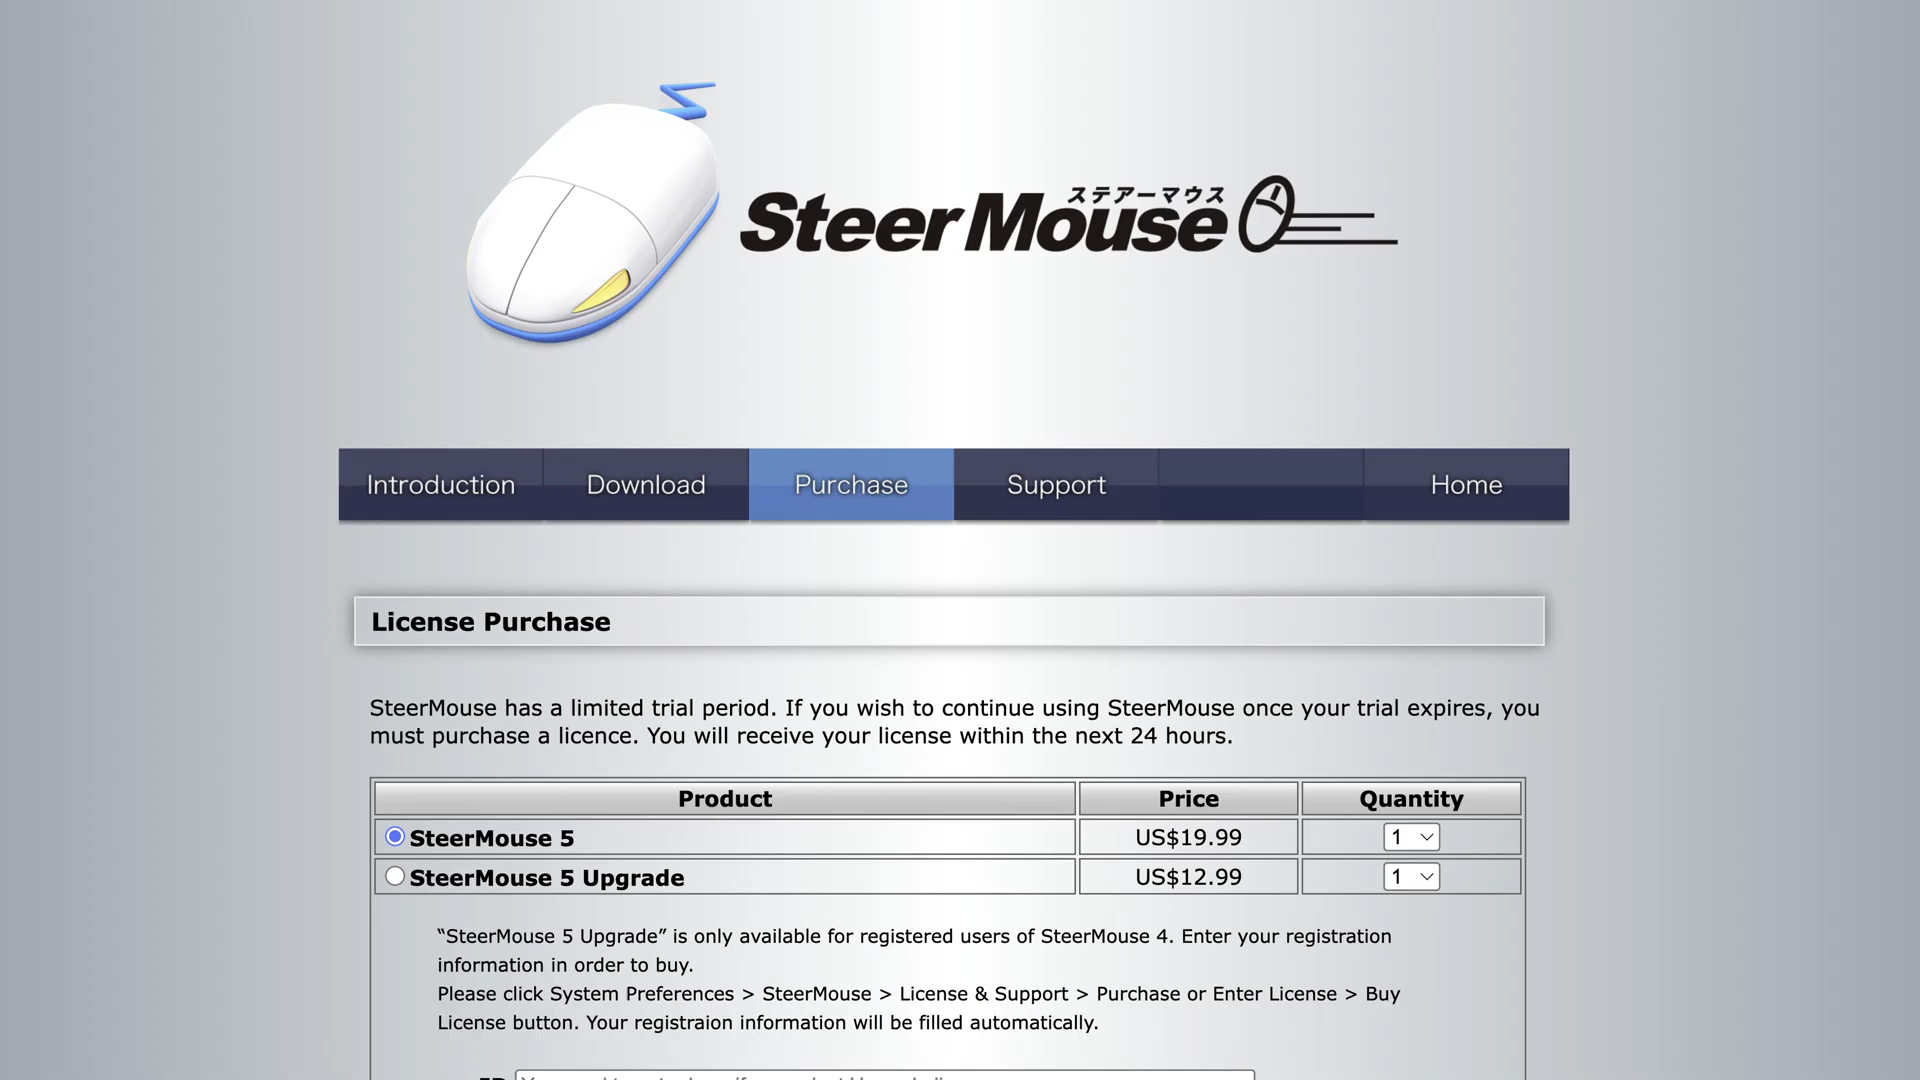 ステアーマウス
SteerMouse
Introduction
Download
Purchase
Support
Home
License Purchase
SteerMouse has a limited trial period. If you wish to continue using SteerMouse once your trial expires, you
must purchase a licence. You will receive your license within the next 24 hours.
Product Price Quantity
SteerMouse 5 US$19.99 1
SteerMouse 5 Upgrade US$12.99 1
“SteerMouse 5 Upgrade” is only available for registered users of SteerMouse 4. Enter your registration
information in order to buy.
Please click System Preferences > SteerMouse > License & Support > Purchase or Enter License > Buy
License button. Your registraion information will be filled automatically.